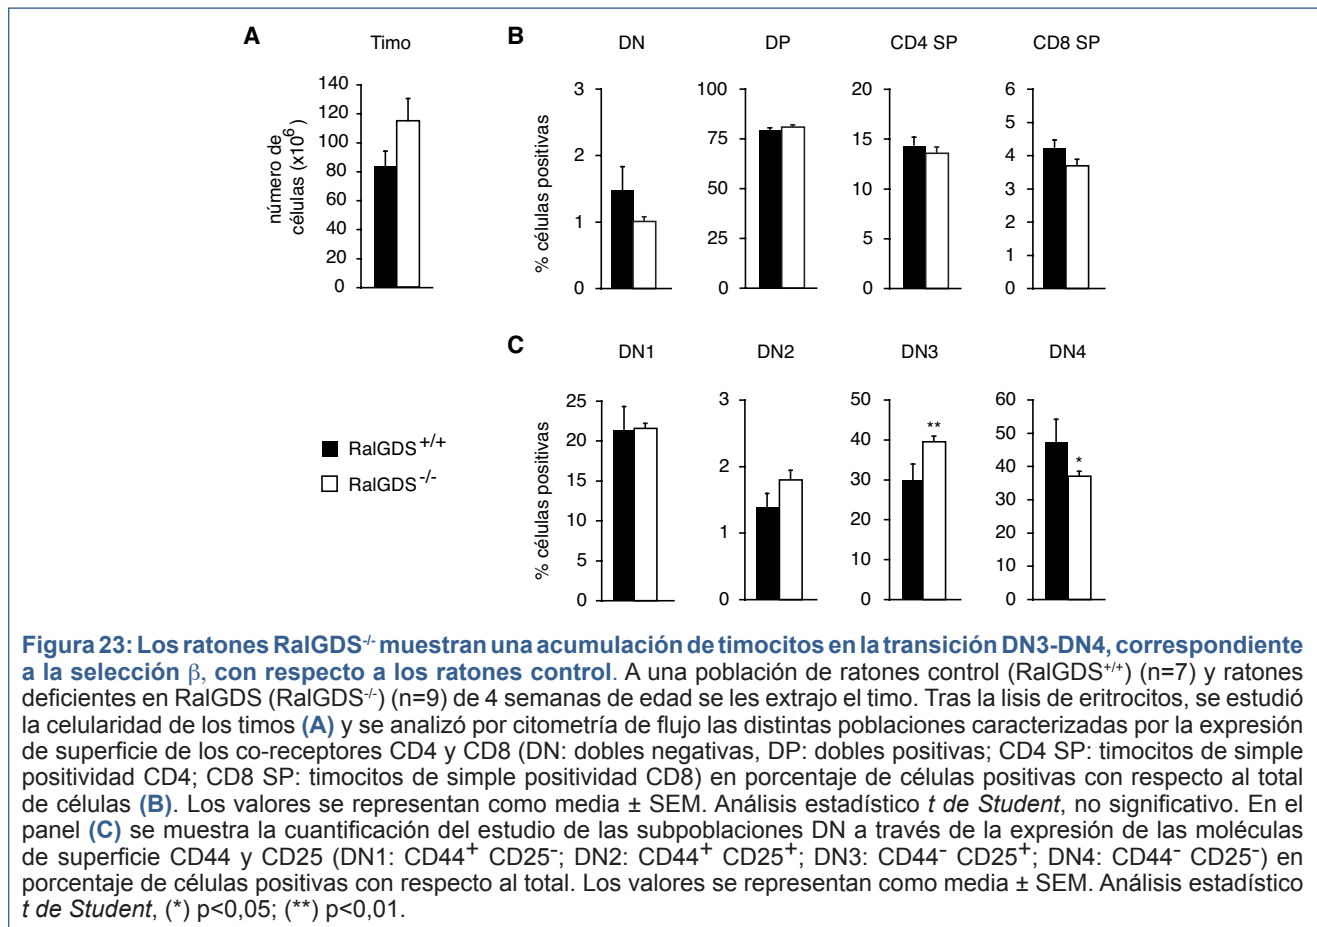 A
Timo
número de
células (x10⁶ )
140
120
100
80
60
40
20
0
B
DN
% células positivas
3
2
1
0
DP
100
75
50
25
0
CD4 SP
20
15
10
5
0
CD8 SP
6
5
4
3
2
1
0
RalGDS⁺/⁺
RalGDS⁻/⁻
C
DN1
% células positivas
25
20
15
10
5
0
DN2
3
2
1
0
DN3
50
40
30
20
10
0
**
DN4
60
50
40
30
20
10
0
*
Figura 23: Los ratones RalGDS⁻/⁻ muestran una acumulación de timocitos en la transición DN3-DN4, correspondiente
a la selección β, con respecto a los ratones control. A una población de ratones control (RalGDS⁺/⁺) (n=7) y ratones
deficientes en RalGDS (RalGDS⁻/⁻) (n=9) de 4 semanas de edad se les extrajo el timo. Tras la lisis de eritrocitos, se estudió
la celularidad de los timos (A) y se analizó por citometría de flujo las distintas poblaciones caracterizadas por la expresión
de superficie de los co-receptores CD4 y CD8 (DN: dobles negativas, DP: dobles positivas; CD4 SP: timocitos de simple
positividad CD4; CD8 SP: timocitos de simple positividad CD8) en porcentaje de células positivas con respecto al total
de células (B). Los valores se representan como media ± SEM. Análisis estadístico t de Student, no significativo. En el
panel (C) se muestra la cuantificación del estudio de las subpoblaciones DN a través de la expresión de las moléculas
de superficie CD44 y CD25 (DN1: CD44⁺ CD25⁻; DN2: CD44⁺ CD25⁺; DN3: CD44⁻ CD25⁺; DN4: CD44⁻ CD25⁻) en
porcentaje de células positivas con respecto al total. Los valores se representan como media ± SEM. Análisis estadístico
t de Student, (*) p<0,05; (**) p<0,01.